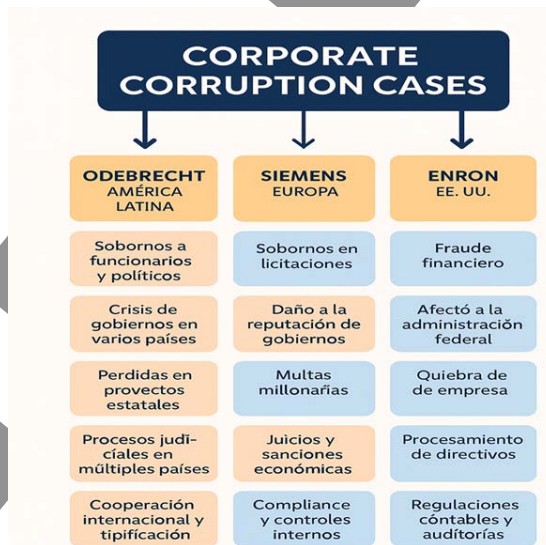 CORPORATE
CORRUPTION CASES
ODEBRECHT
AMÉRICA
LATINA
Sobornos a
funcionarios
y políticos
Crisis de
gobiernos en
varios países
Perdidas en
provectos
estatales
Procesos judi-
cíales en
múltiples países
Cooperación
internacional y
tipifícación
SIEMENS
EUROPA
Sobornos en
licitaciones
Daño a la
reputación de
gobiernos
Multas
millonañas
Juicios y
sanciones
económicas
Compliance
y controles
internos
ENRON
EE. UU.
Fraude
financiero
Afectó a la
administración
federal
Quiebra de
de empresa
Procesamiento
de directivos
Regulaciones
cóntables y
audítorías